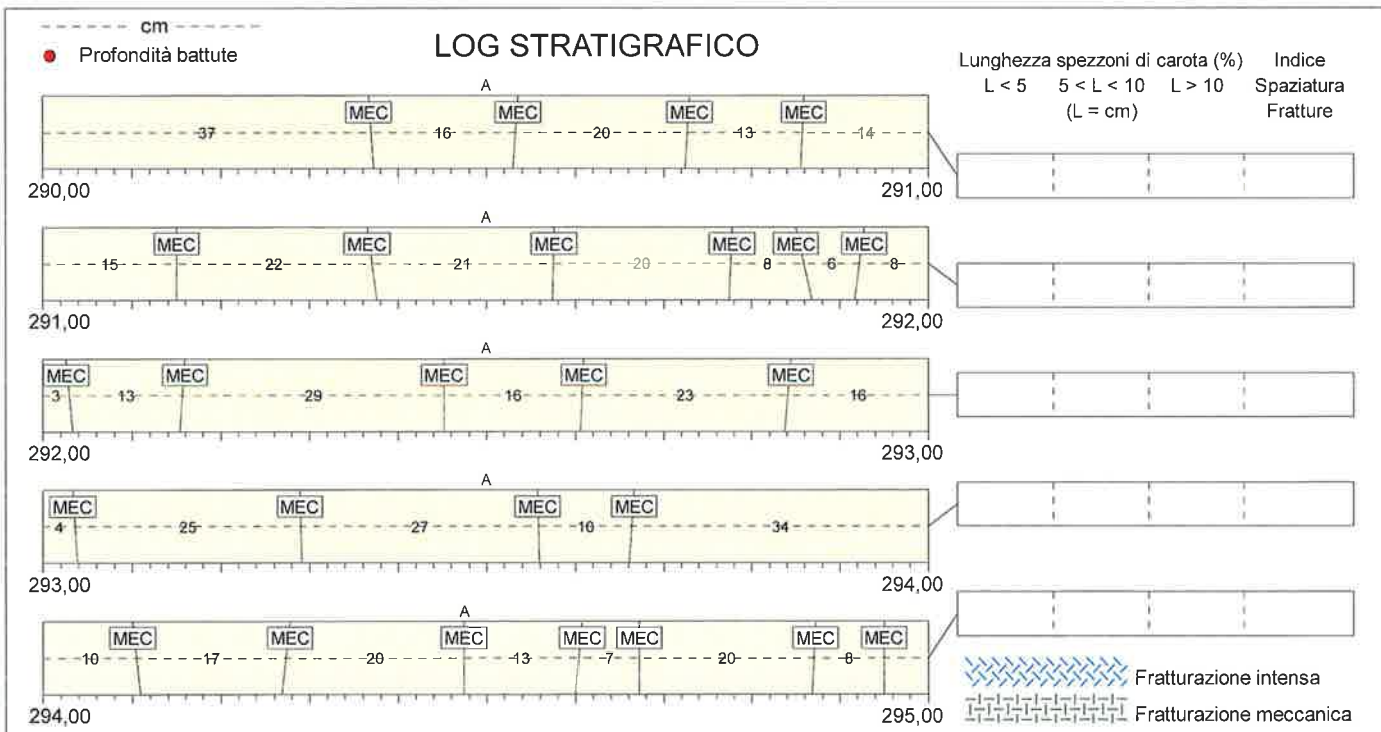 cm
Profondità battute
LOG STRATIGRAFICO
Lunghezza spezzoni di carota (%) Indice
L < 5 5 < L < 10 L > 10 Spaziatura
(L = cm) Fratture
A
MEC MEC MEC MEC
37 16 20 13 14
290,00 291,00
A
MEC MEC MEC MEC MEC MEC
15 22 21 20 8 6 8
291,00 292,00
A
MEC MEC MEC MEC MEC
3 13 29 16 23 16
292,00 293,00
A
MEC MEC MEC MEC
4 25 27 10 34
293,00 294,00
A
MEC MEC MEC MEC MEC MEC MEC
10 17 20 13 7 20 8
294,00 295,00
Fratturazione intensa
Fratturazione meccanica